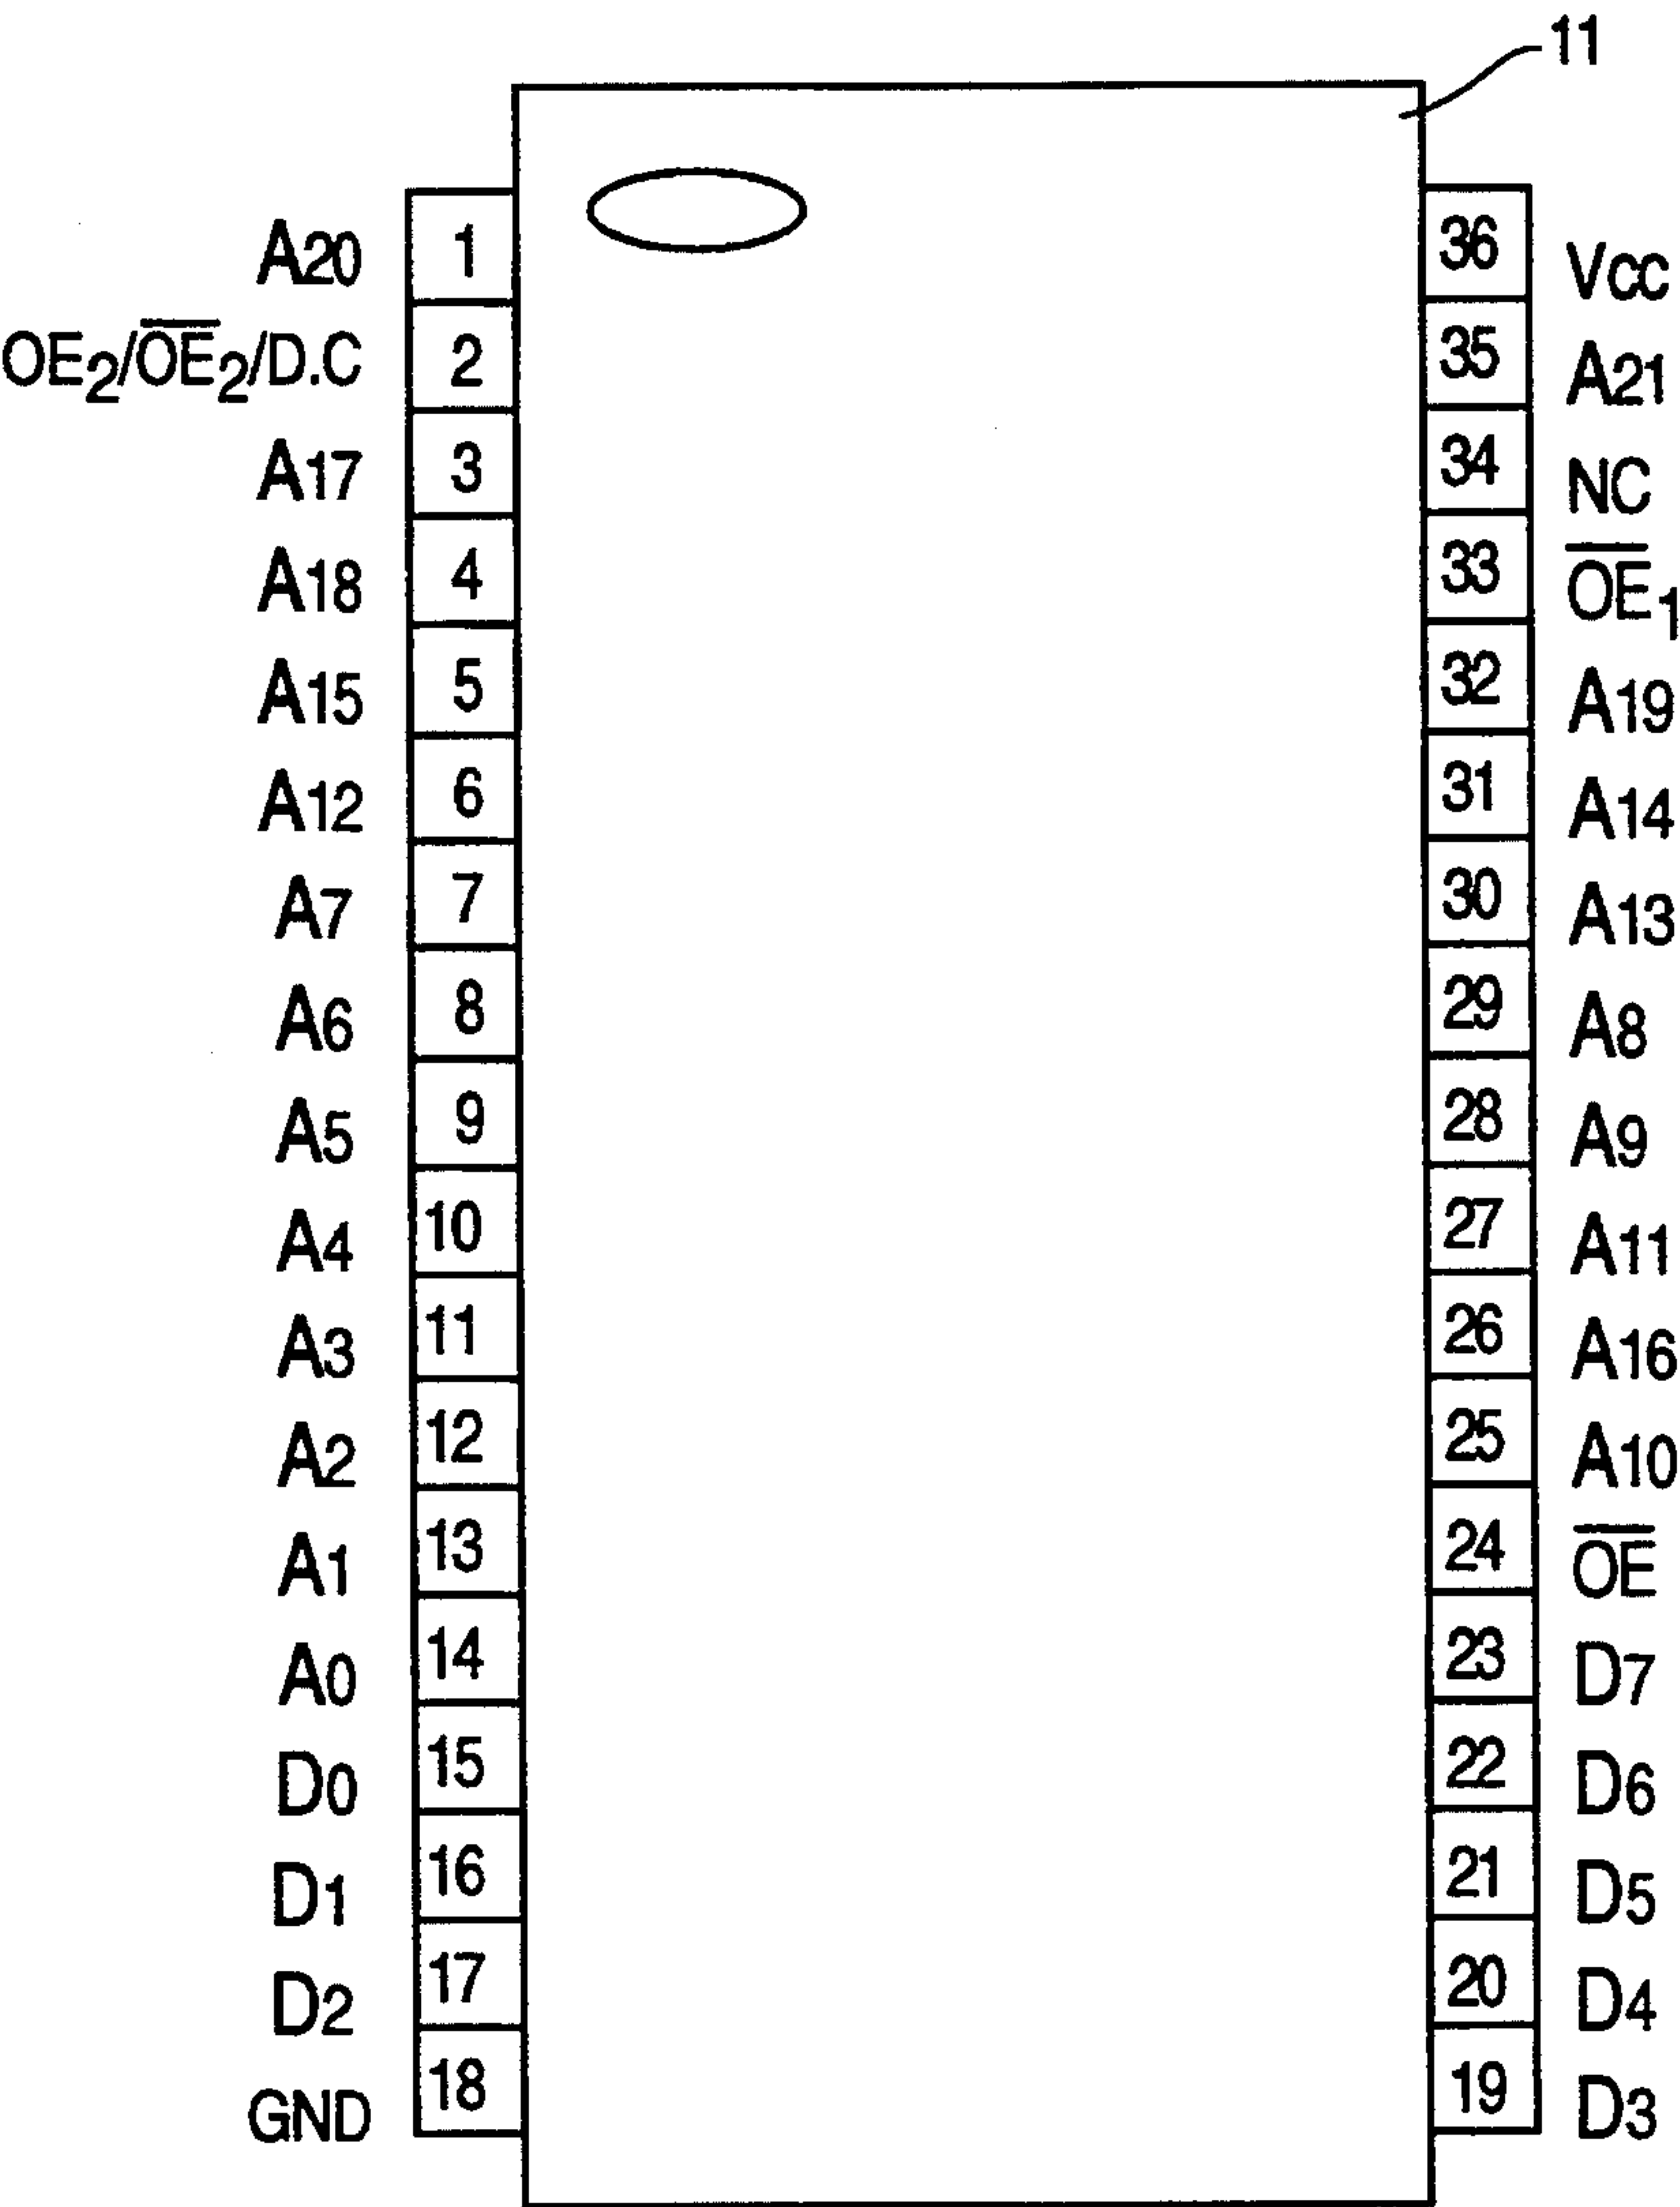 11
A20 1 36 VCC
OE2/O̅E̅2/D.C 2 35 A21
A17 3 34 NC
A18 4 33 O̅E̅1
A15 5 32 A19
A12 6 31 A14
A7 7 30 A13
A6 8 29 A8
A5 9 28 A9
A4 10 27 A11
A3 11 26 A16
A2 12 25 A10
A1 13 24 O̅E̅
A0 14 23 D7
D0 15 22 D6
D1 16 21 D5
D2 17 20 D4
GND 18 19 D3